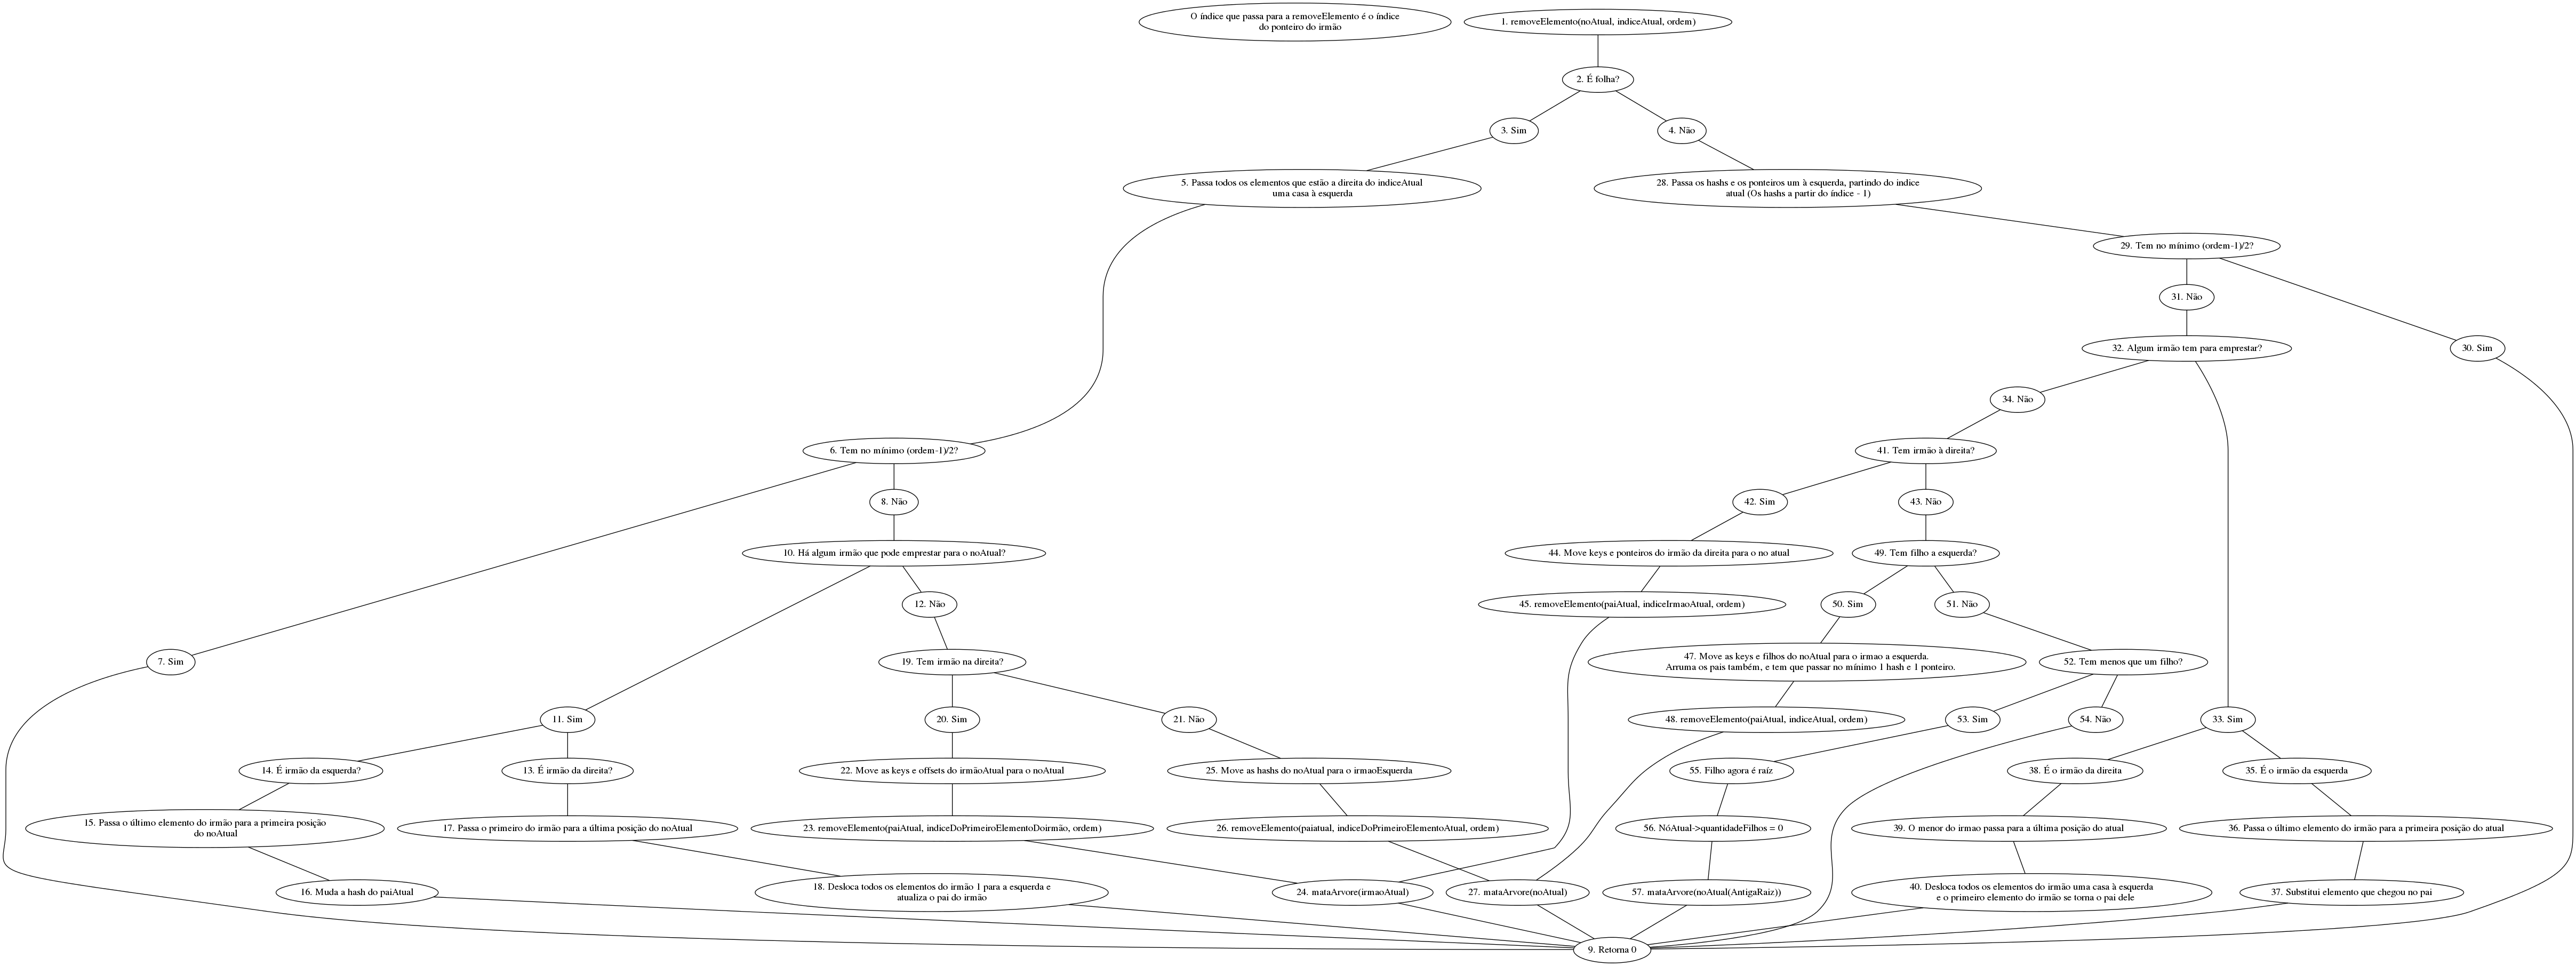 O índice que passa para a removeElemento é o índice
do ponteiro do irmão
1. removeElemento(noAtual, indiceAtual, ordem)
2. É folha?
3. Sim
4. Não
5. Passa todos os elementos que estão a direita do indiceAtual
uma casa à esquerda
28. Passa os hashs e os ponteiros um à esquerda, partindo do indice
atual (Os hashs a partir do índice - 1)
29. Tem no mínimo (ordem-1)/2?
31. Não
32. Algum irmão tem para emprestar?
30. Sim
34. Não
6. Tem no mínimo (ordem-1)/2?
41. Tem irmão à direita?
8. Não
42. Sim
43. Não
10. Há algum irmão que pode emprestar para o noAtual?
44. Move keys e ponteiros do irmão da direita para o no atual
49. Tem filho a esquerda?
12. Não
45. removeElemento(paiAtual, indiceIrmaoAtual, ordem)
50. Sim
51. Não
7. Sim
19. Tem irmão na direita?
47. Move as keys e filhos do noAtual para o irmao a esquerda.
Arruma os pais também, e tem que passar no mínimo 1 hash e 1 ponteiro.
52. Tem menos que um filho?
11. Sim
20. Sim
21. Não
48. removeElemento(paiAtual, indiceAtual, ordem)
53. Sim
54. Não
33. Sim
14. É irmão da esquerda?
13. É irmão da direita?
22. Move as keys e offsets do irmãoAtual para o noAtual
25. Move as hashs do noAtual para o irmaoEsquerda
55. Filho agora é raíz
38. É o irmão da direita
35. É o irmão da esquerda
15. Passa o último elemento do irmão para a primeira posição
do noAtual
17. Passa o primeiro do irmão para a última posição do noAtual
23. removeElemento(paiAtual, indiceDoPrimeiroElementoDoirmão, ordem)
26. removeElemento(paiatual, indiceDoPrimeiroElementoAtual, ordem)
56. NóAtual->quantidadeFilhos = 0
39. O menor do irmao passa para a última posição do atual
36. Passa o último elemento do irmão para a primeira posição do atual
16. Muda a hash do paiAtual
18. Desloca todos os elementos do irmão 1 para a esquerda e
atualiza o pai do irmão
24. mataArvore(irmaoAtual)
27. mataArvore(noAtual)
57. mataArvore(noAtual(AntigaRaiz))
40. Desloca todos os elementos do irmão uma casa à esquerda
e o primeiro elemento do irmão se torna o pai dele
37. Substitui elemento que chegou no pai
9. Retorna 0